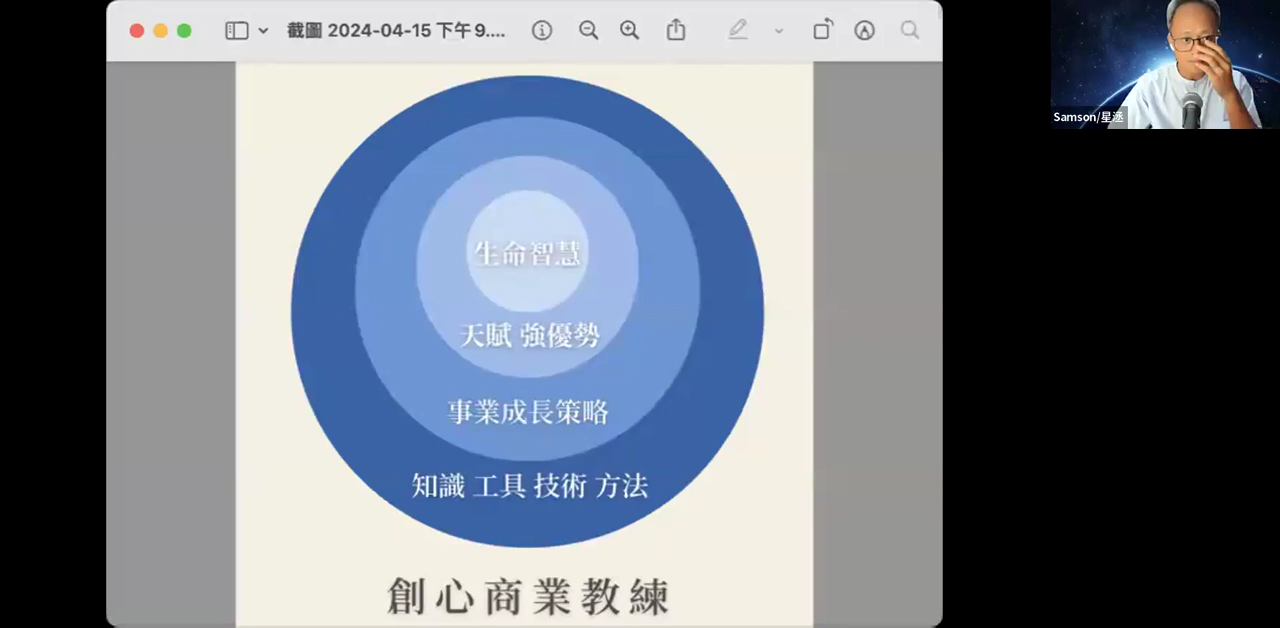 截圖 2024-04-15 下午 9....
Samson/星丞
生命智慧
天賦 強優勢
事業成長策略
知識 工具 技術 方法
創心商業教練